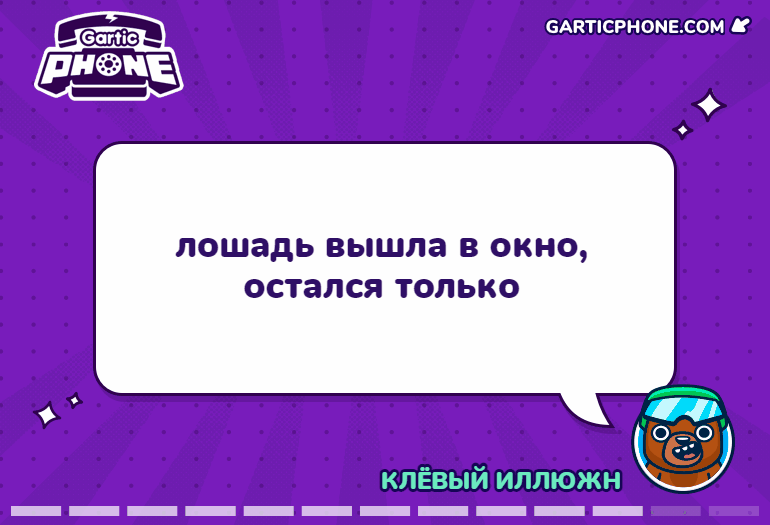 Gartic
PHONE
GARTICPHONE.COM
лошадь вышла в окно,
остался только
КЛЁВЫЙ ИЛЛЮЖН